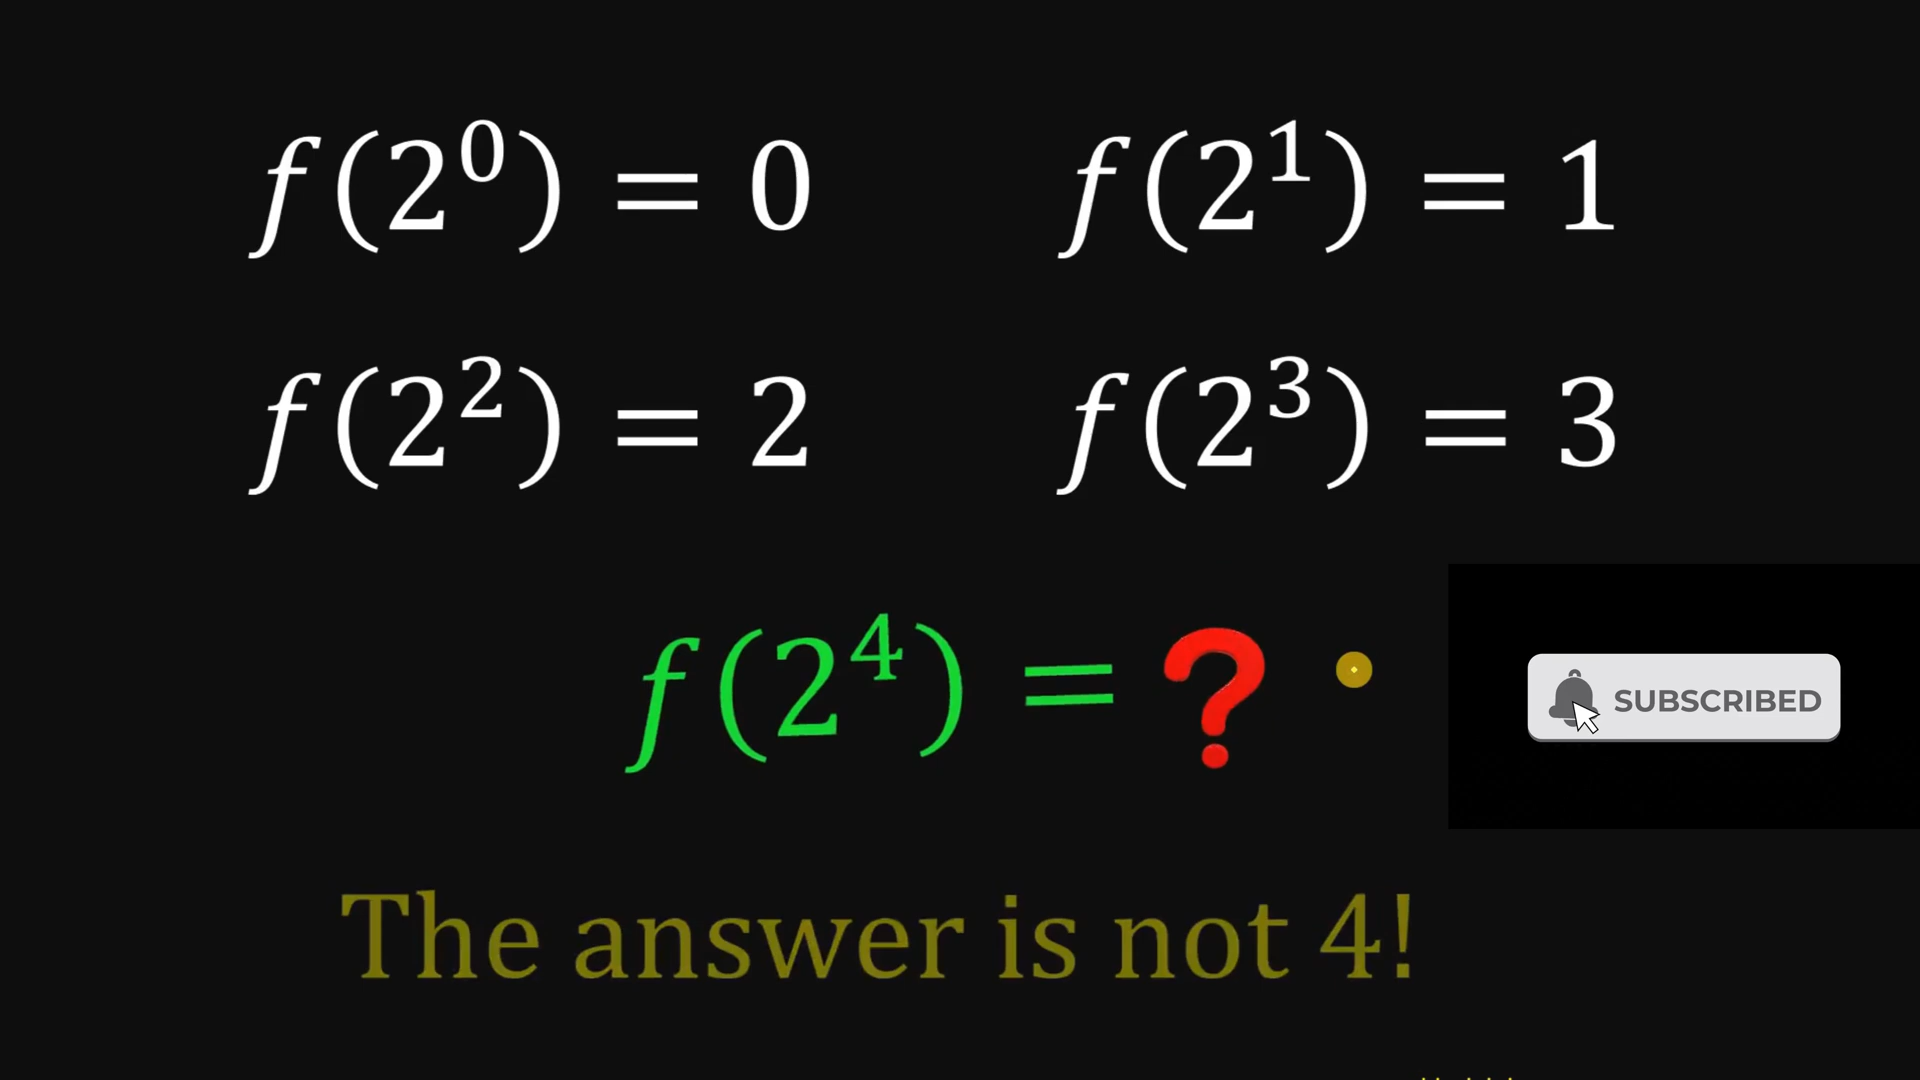 f(2⁰) = 0
f(2¹) = 1
f(2²) = 2
f(2³) = 3
f(2⁴) = ?
SUBSCRIBED
The answer is not 4!